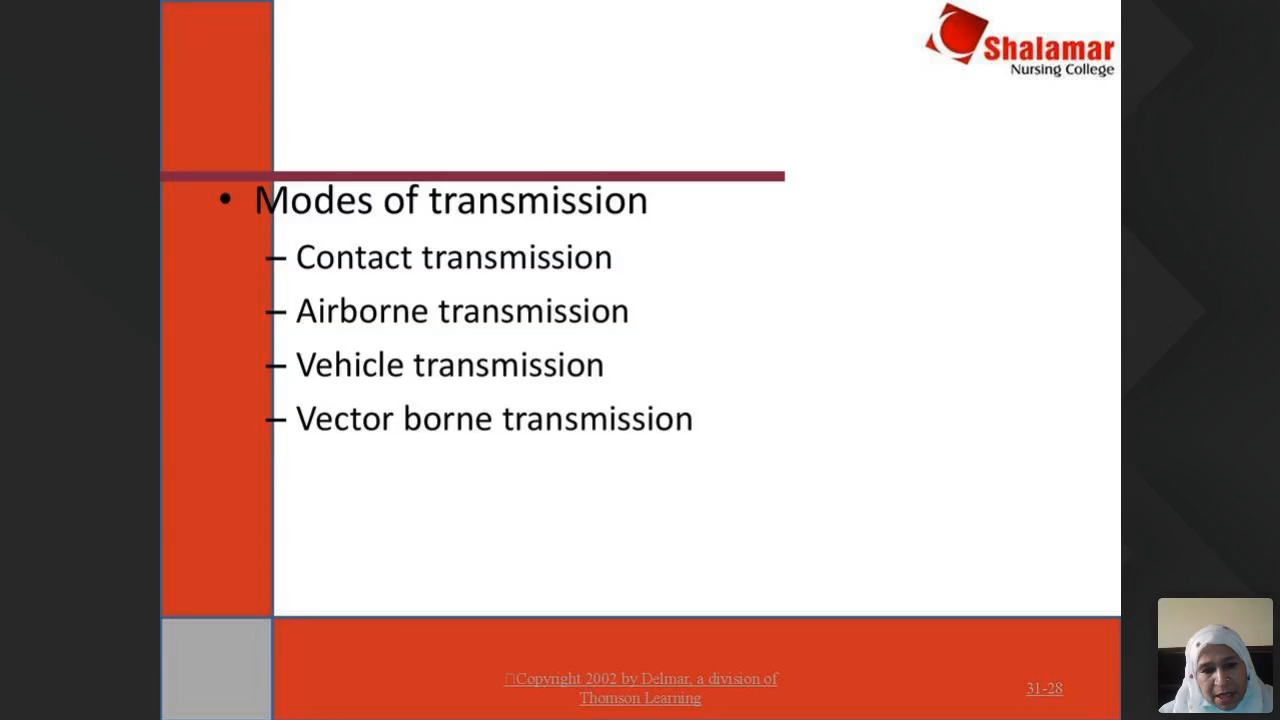 Shalamar
Nursing College
• Modes of transmission
– Contact transmission
– Airborne transmission
– Vehicle transmission
– Vector borne transmission
Copyright 2002 by Delmar, a division of
Thomson Learning
31-28